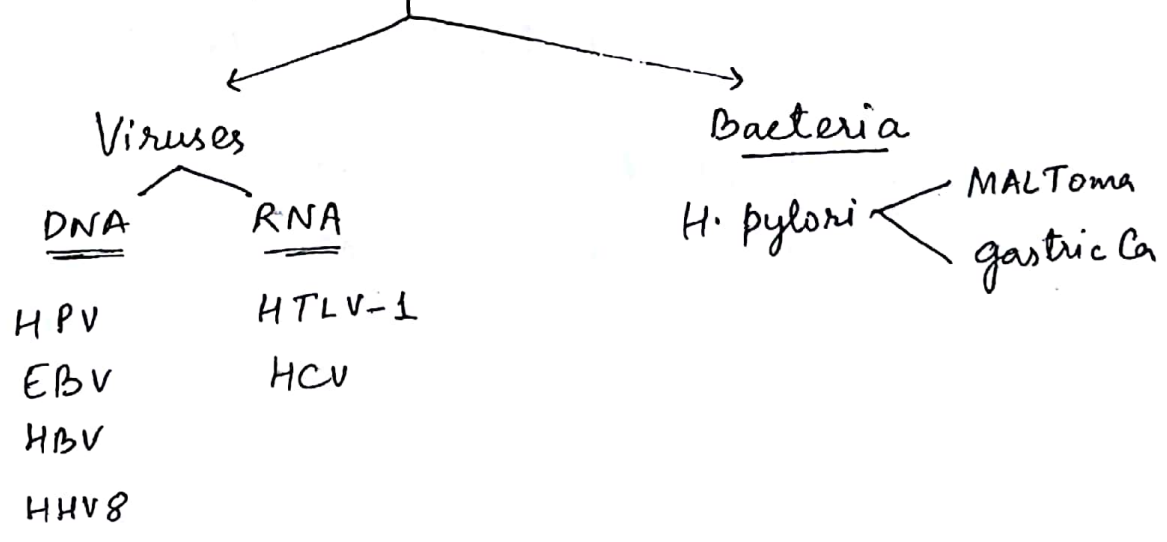 Viruses
DNA
RNA
HPV
HTLV-1
EBV
HCV
HBV
HHV8
Bacteria
H. pylori
MALToma
gastric Ca